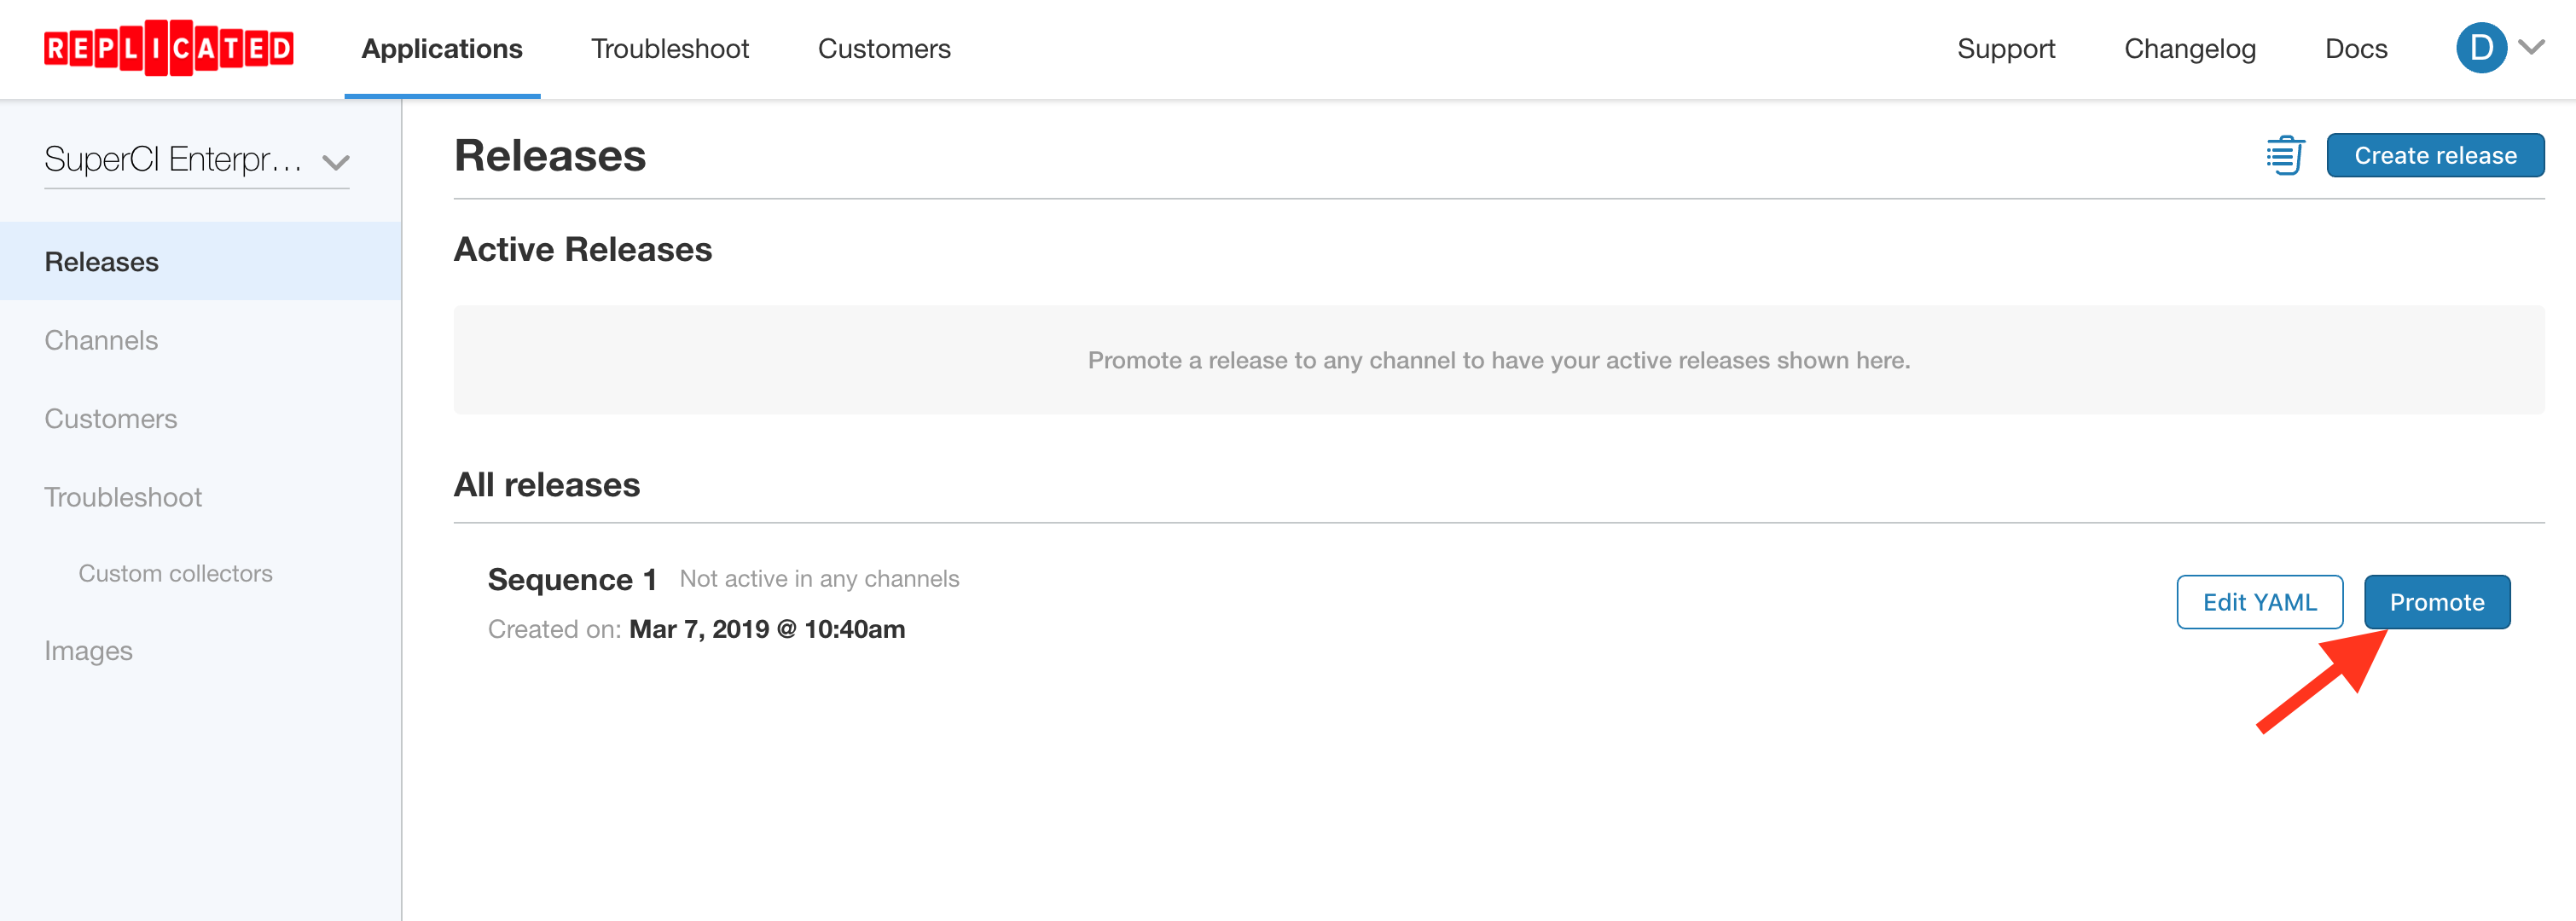 REPLICATED Applications Troubleshoot Customers Support Changelog Docs D
SuperCI Enterpr...
Releases
Channels
Customers
Troubleshoot
Custom collectors
Images
Releases
Create release
Active Releases
Promote a release to any channel to have your active releases shown here.
All releases
Sequence 1 Not active in any channels
Created on: Mar 7, 2019 @ 10:40am
Edit YAML Promote